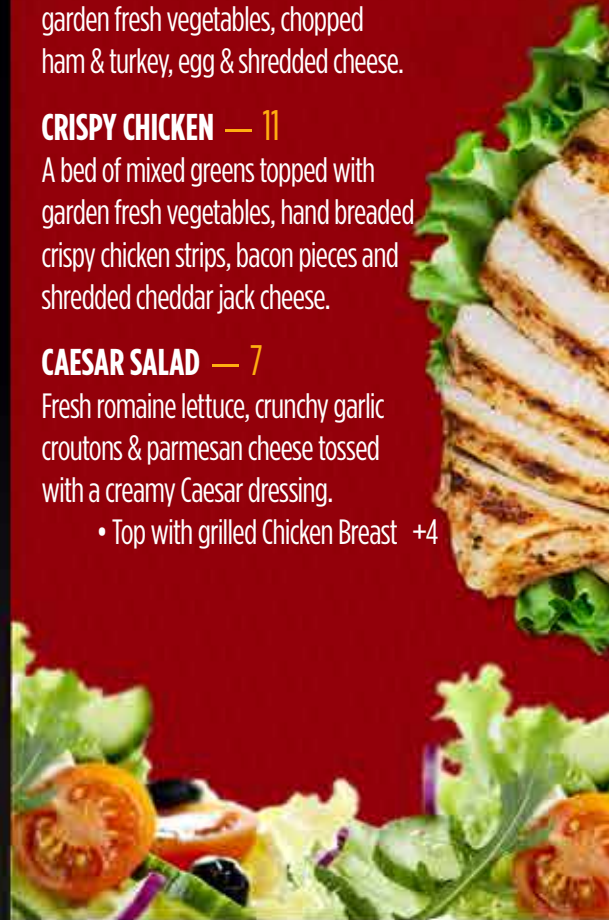 garden fresh vegetables, chopped
ham & turkey, egg & shredded cheese.
CRISPY CHICKEN — 11
A bed of mixed greens topped with
garden fresh vegetables, hand breaded
crispy chicken strips, bacon pieces and
shredded cheddar jack cheese.
CAESAR SALAD — 7
Fresh romaine lettuce, crunchy garlic
croutons & parmesan cheese tossed
with a creamy Caesar dressing.
• Top with grilled Chicken Breast +4